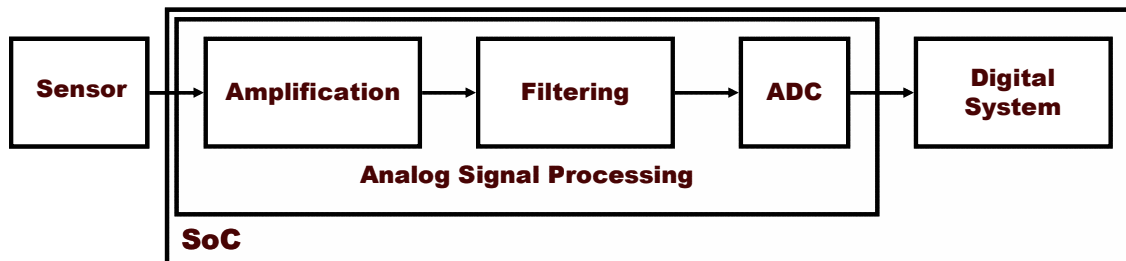 Sensor
Amplification
Filtering
ADC
Digital
System
Analog Signal Processing
SoC